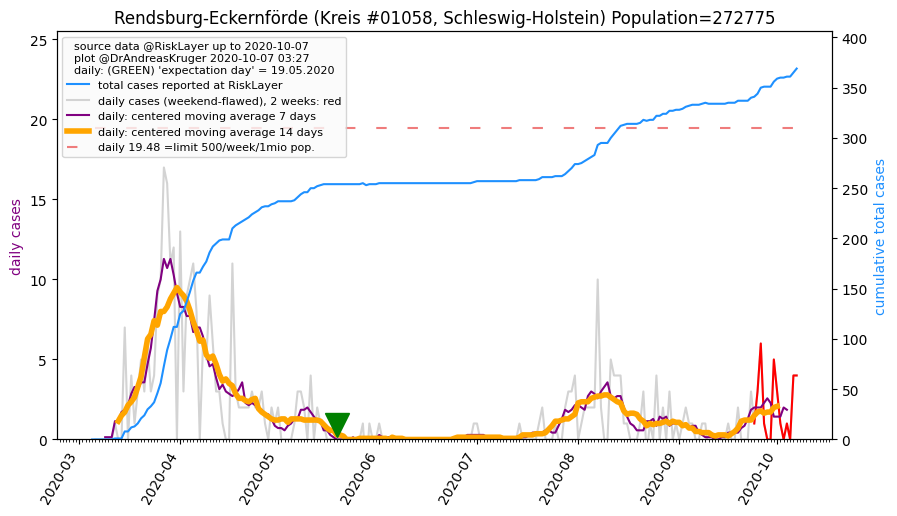 Rendsburg-Eckernförde (Kreis #01058, Schleswig-Holstein) Population=272775
source data @RiskLayer up to 2020-10-07
plot @DrAndreasKruger 2020-10-07 03:27
daily: (GREEN) 'expectation day' = 19.05.2020
total cases reported at RiskLayer
daily cases (weekend-flawed), 2 weeks: red
daily: centered moving average 7 days
daily: centered moving average 14 days
daily 19.48 =limit 500/week/1mio pop.
daily cases
25
20
15
10
5
0
cumulative total cases
400
350
300
250
200
150
100
50
0
2020-03
2020-04
2020-05
2020-06
2020-07
2020-08
2020-09
2020-10